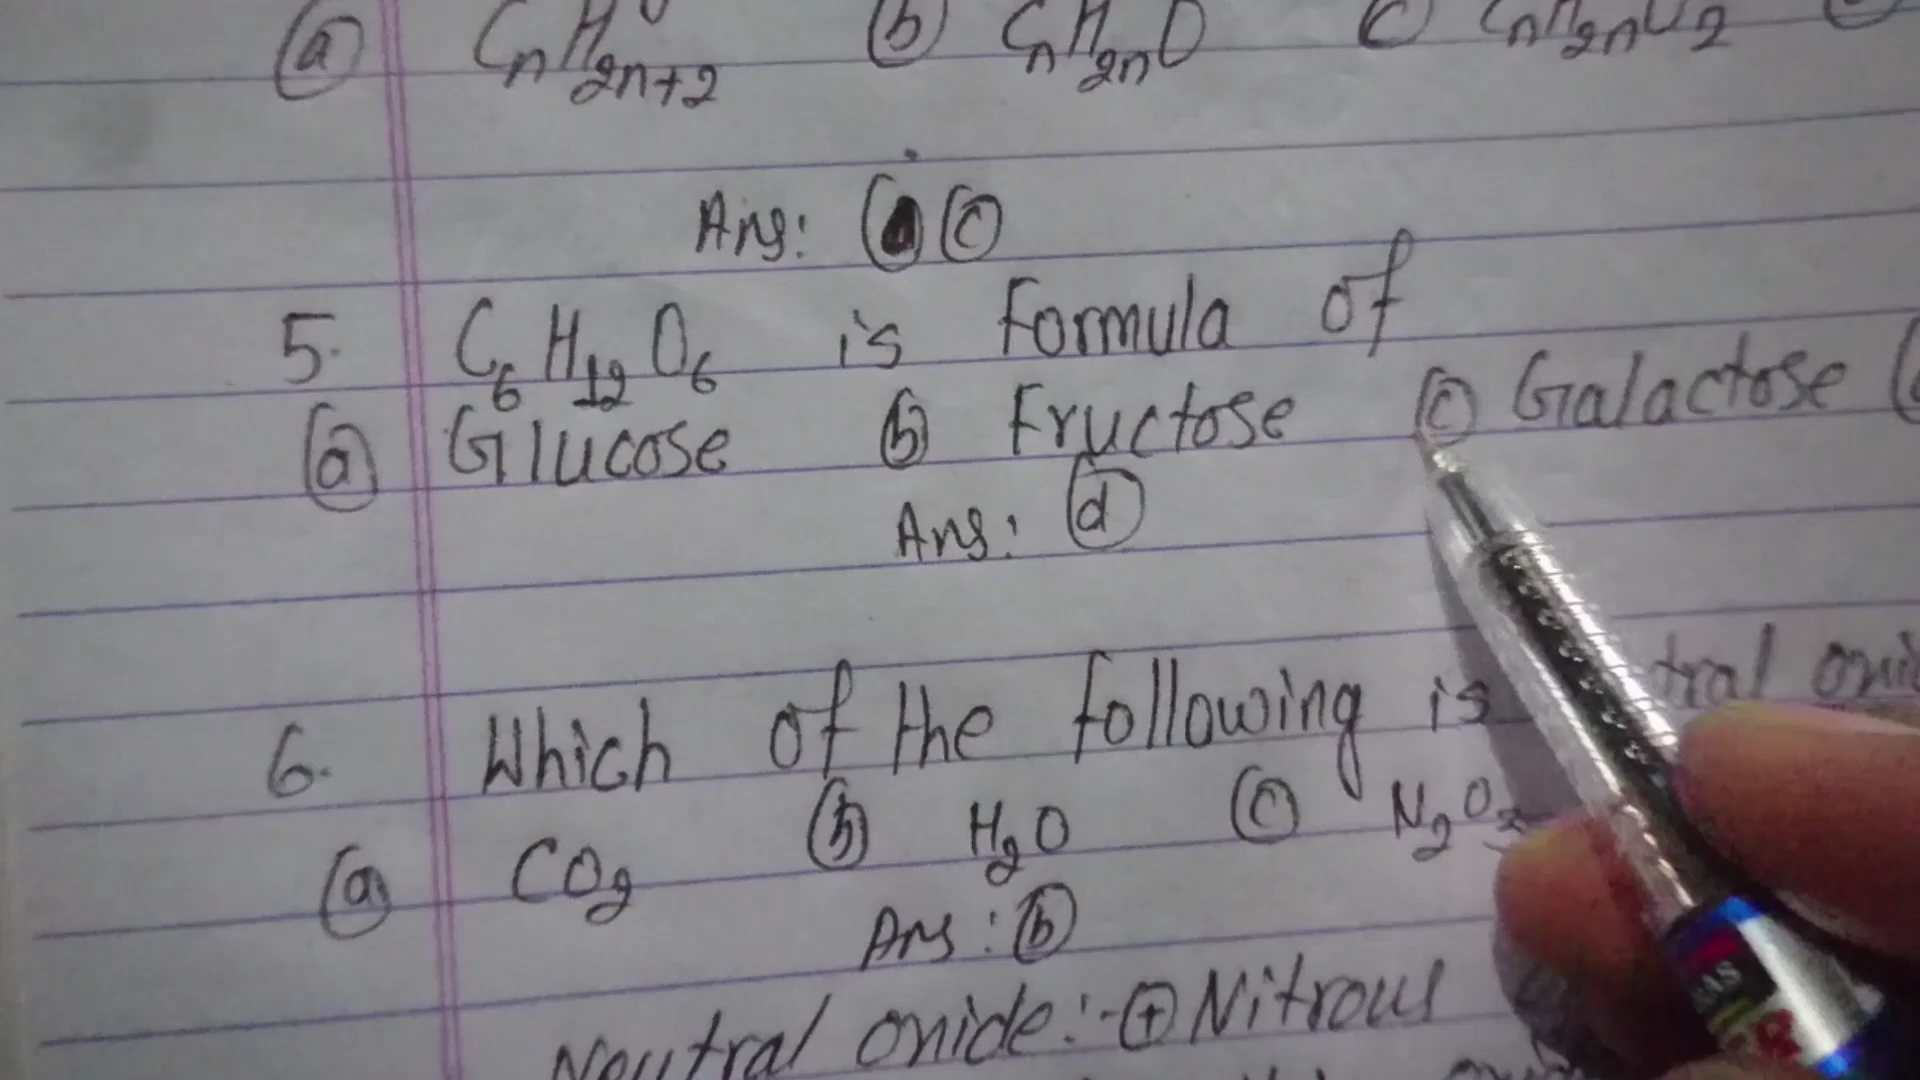 (a) CnH2n+2 (b) CnH2nO (c) CnH2nO2
Ans: (c)
5. C6H12O6 is formula of
(a) Glucose (b) Fructose (c) Galactose
Ans: (d)
6. Which of the following is
(a) CO2 (b) H2O (c) N2O3
Ans: (b)
Neutral oxide:- (+) Nitrous